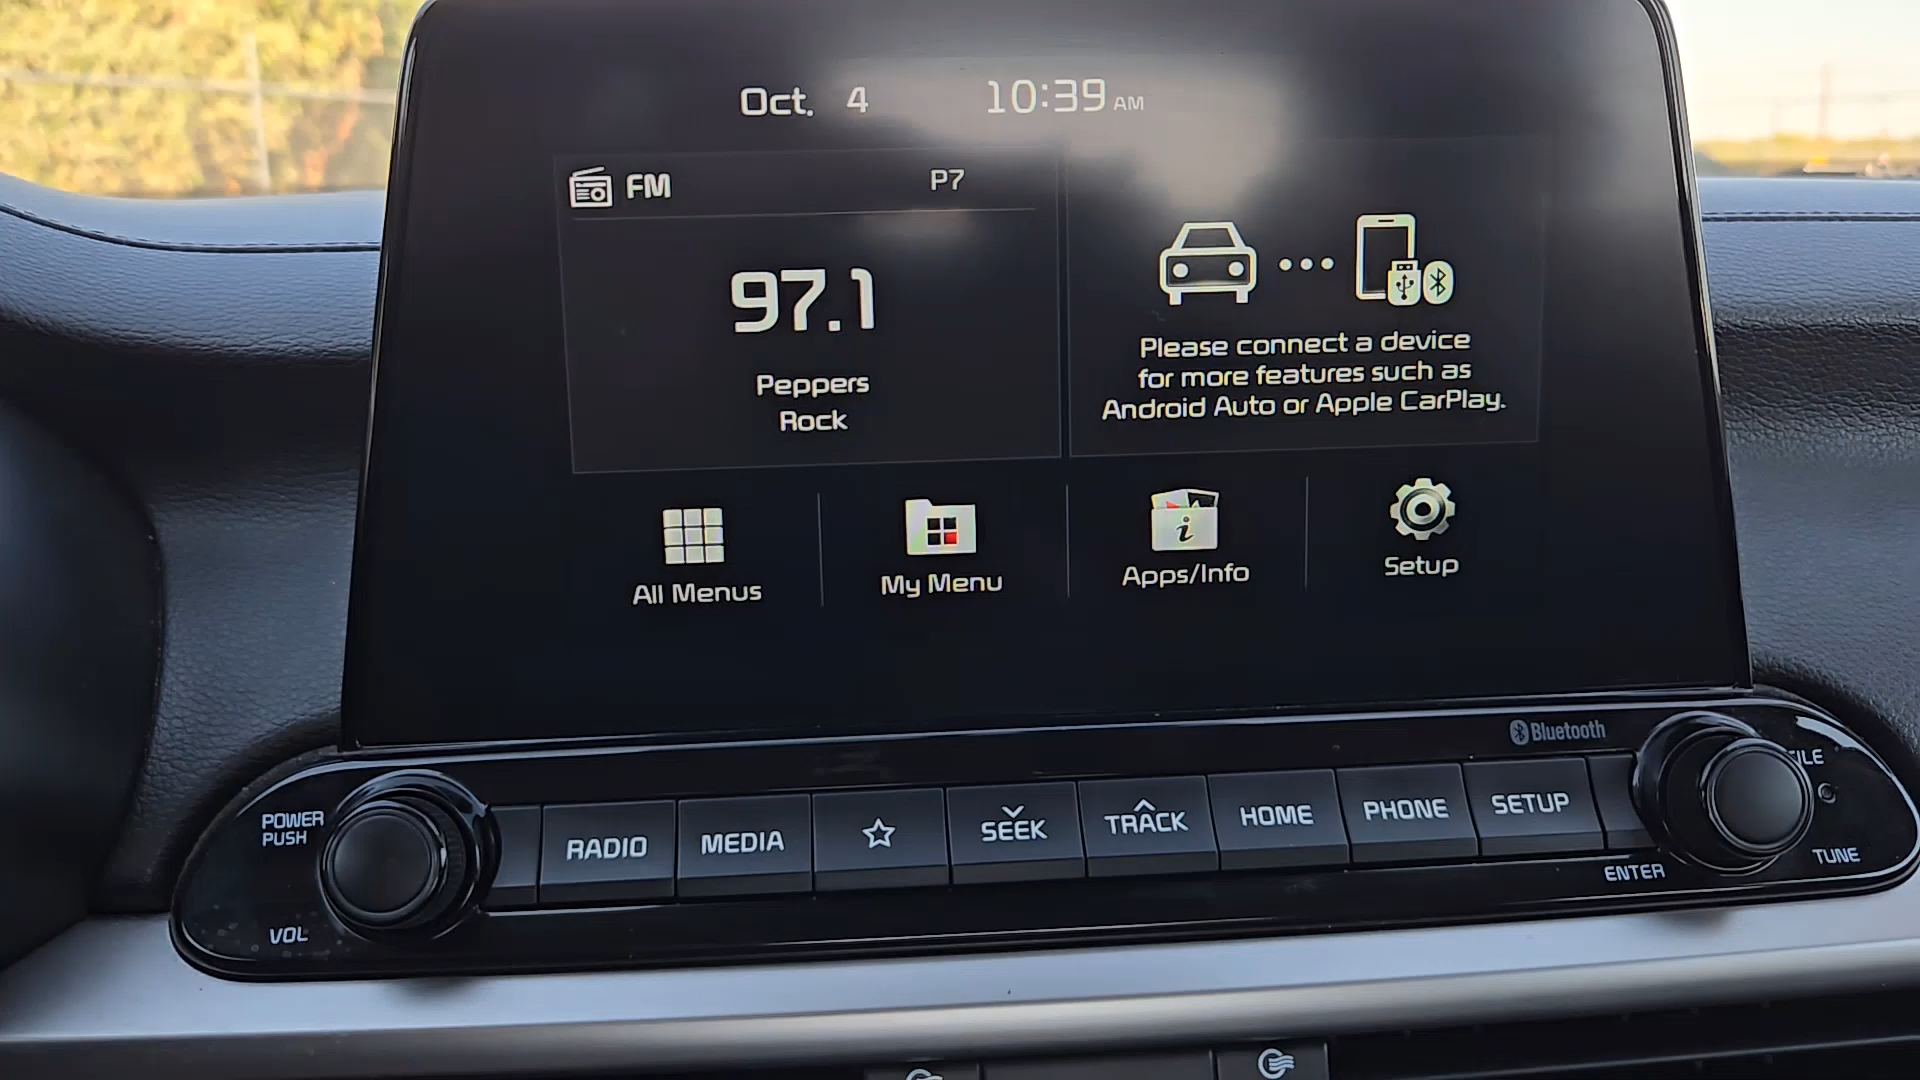 Oct. 4 10:39 AM
FM P7
97.1
Peppers
Rock
Please connect a device
for more features such as
Android Auto or Apple CarPlay.
All Menus
My Menu
Apps/Info
Setup
Bluetooth
POWER
PUSH
VOL
RADIO
MEDIA
SEEK
TRACK
HOME
PHONE
SETUP
ENTER
TUNE